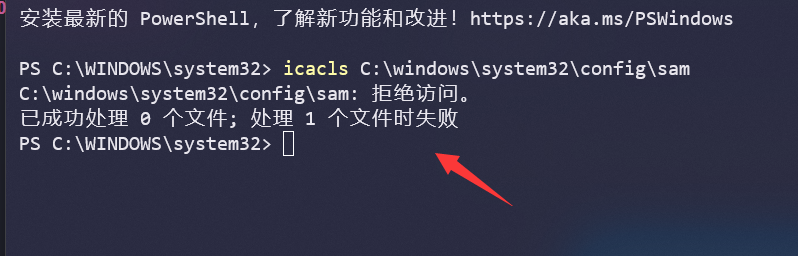 安装最新的 PowerShell，了解新功能和改进！https://aka.ms/PSWindows
PS C:\WINDOWS\system32> icacls C:\windows\system32\config\sam
C:\windows\system32\config\sam: 拒绝访问。
已成功处理 0 个文件; 处理 1 个文件时失败
PS C:\WINDOWS\system32>